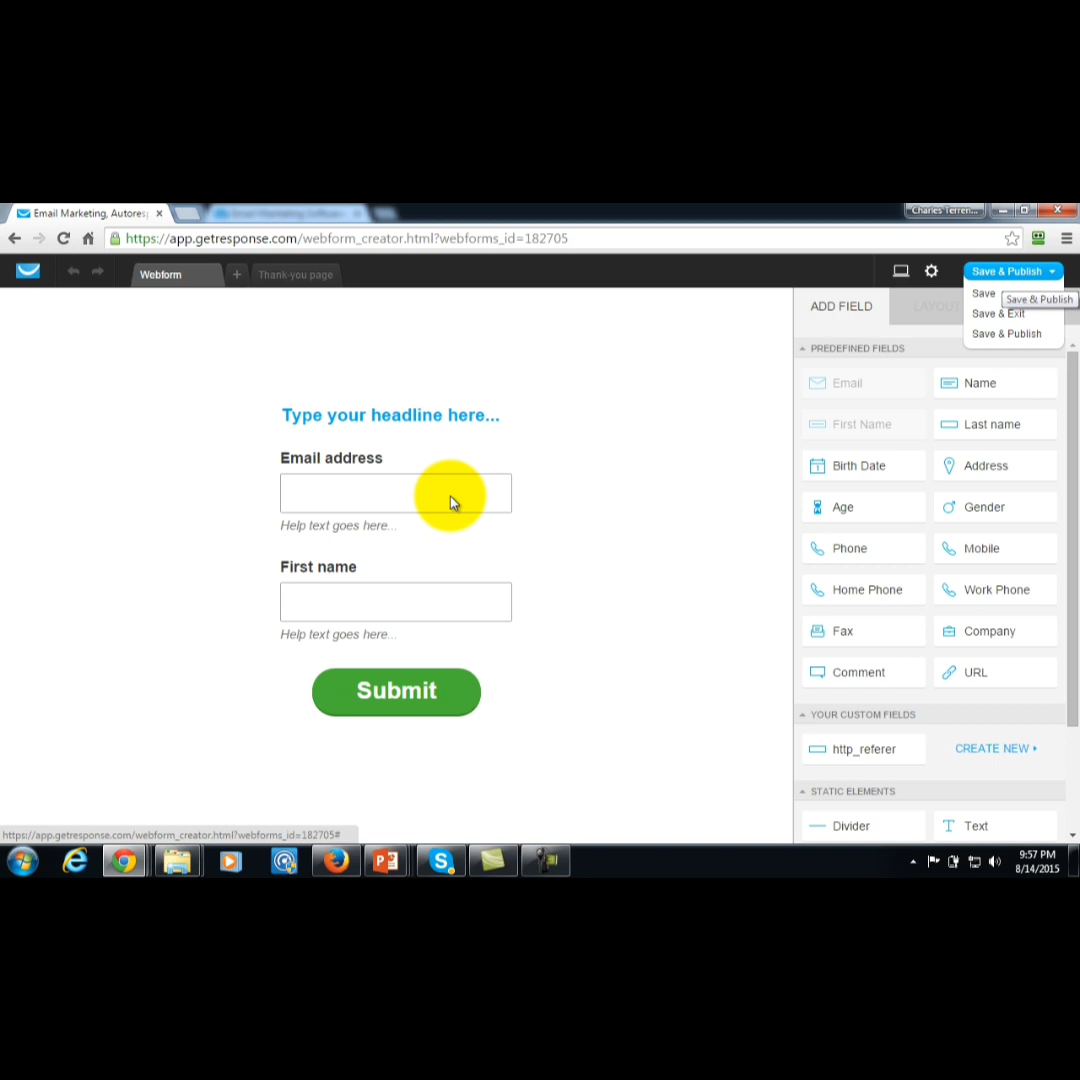 Email Marketing, Autores
Charles Terren...
https://app.getresponse.com/webform_creator.html?webforms_id=182705
Webform
+
Thank-you page
Save & Publish
Save
Save & Publish
Save & Exit
Save & Publish
ADD FIELD
LAYOUT
PREDEFINED FIELDS
Email
Name
First Name
Last name
Birth Date
Address
Age
Gender
Phone
Mobile
Home Phone
Work Phone
Fax
Company
Comment
URL
YOUR CUSTOM FIELDS
http_referer
CREATE NEW
STATIC ELEMENTS
Divider
Text
Type your headline here...
Email address
Help text goes here...
First name
Help text goes here...
Submit
https://app.getresponse.com/webform_creator.html?webforms_id=182705#
9:57 PM
8/14/2015